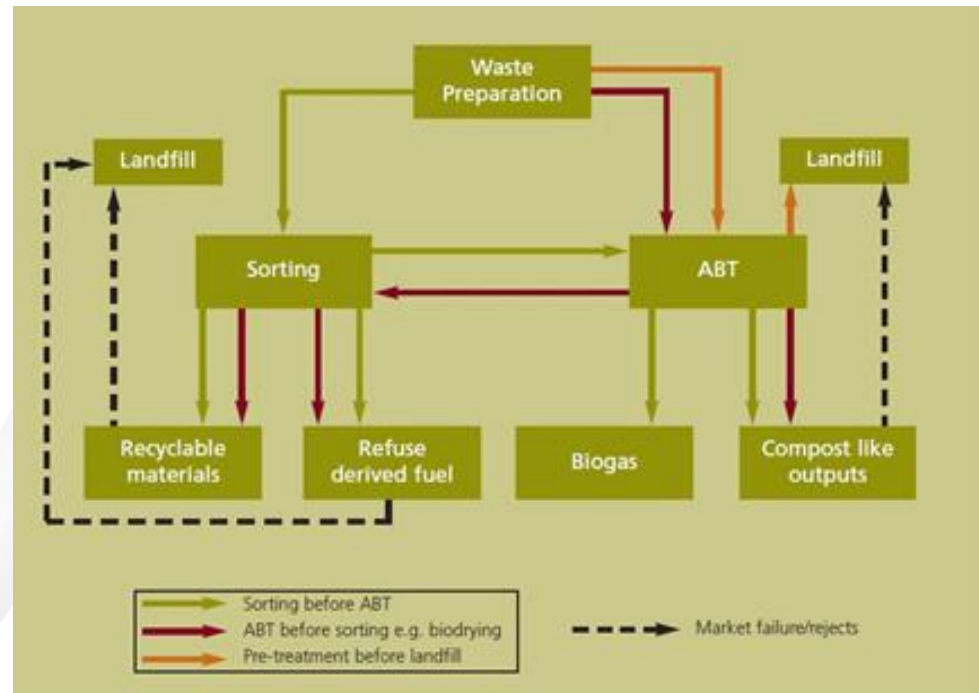 Waste
Preparation
Landfill
Landfill
Sorting
ABT
Recyclable
materials
Refuse
derived fuel
Biogas
Compost like
outputs
Sorting before ABT
ABT before sorting e.g. biodrying
Pre-treatment before landfill
Market failure/rejects